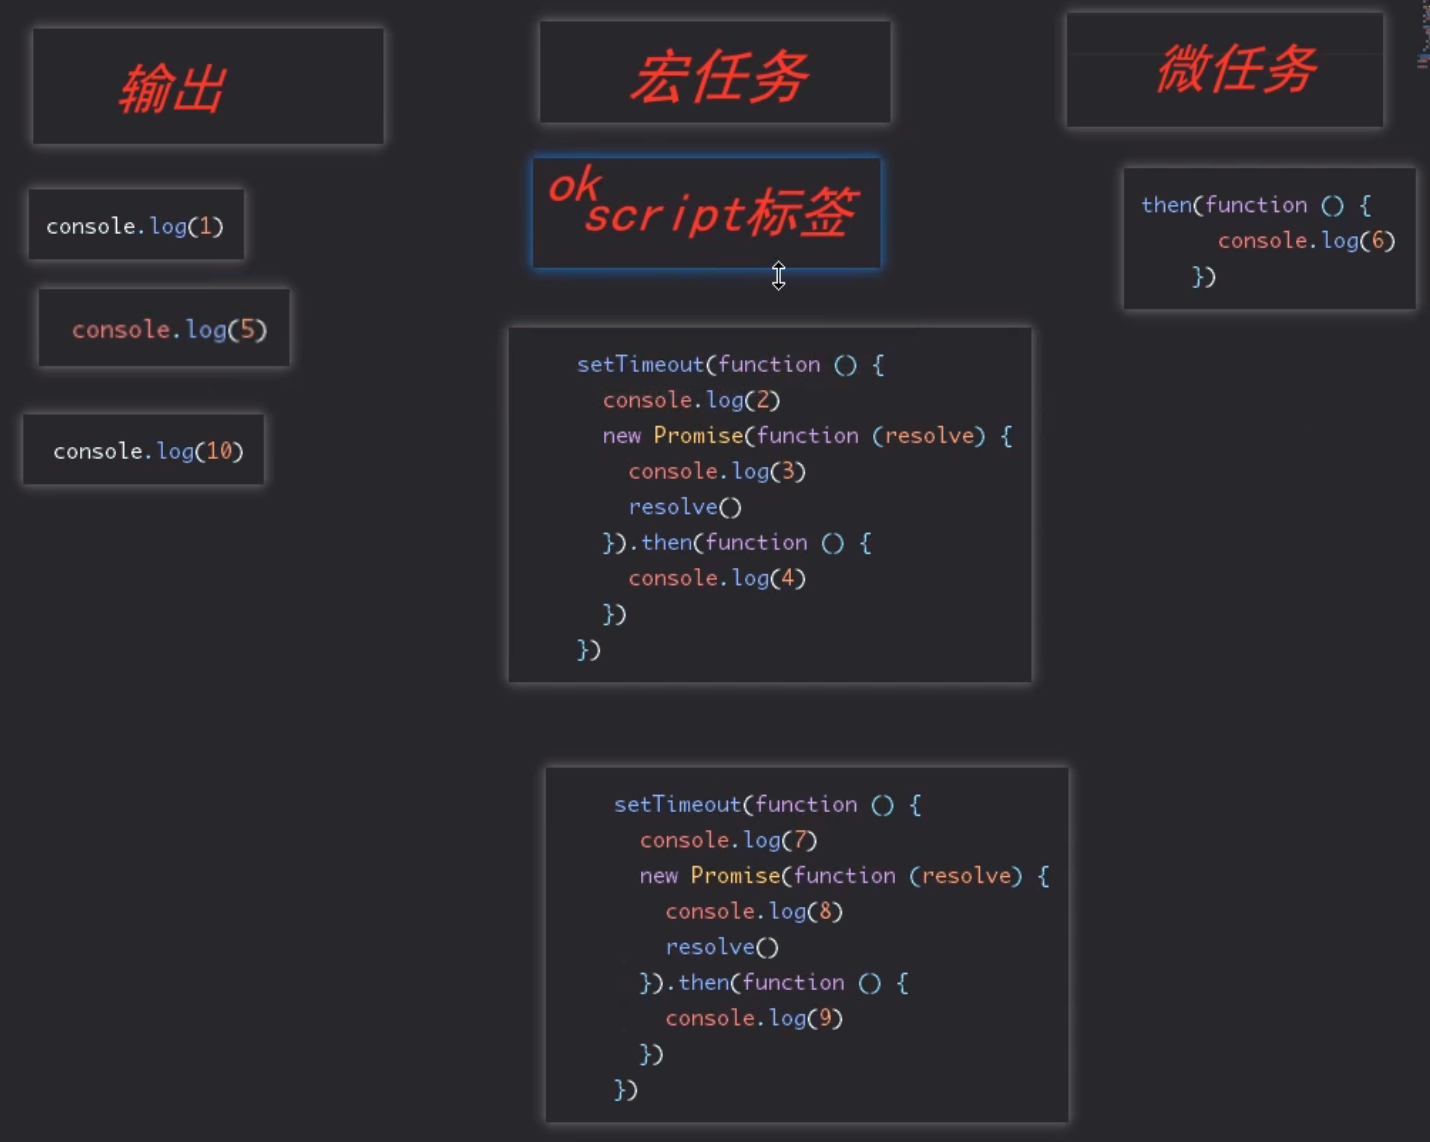 输出
console.log(1)
console.log(5)
console.log(10)
宏任务
ok
script标签
setTimeout(function () {
console.log(2)
new Promise(function (resolve) {
console.log(3)
resolve()
}).then(function () {
console.log(4)
})
})
setTimeout(function () {
console.log(7)
new Promise(function (resolve) {
console.log(8)
resolve()
}).then(function () {
console.log(9)
})
})
微任务
then(function () {
console.log(6)
})